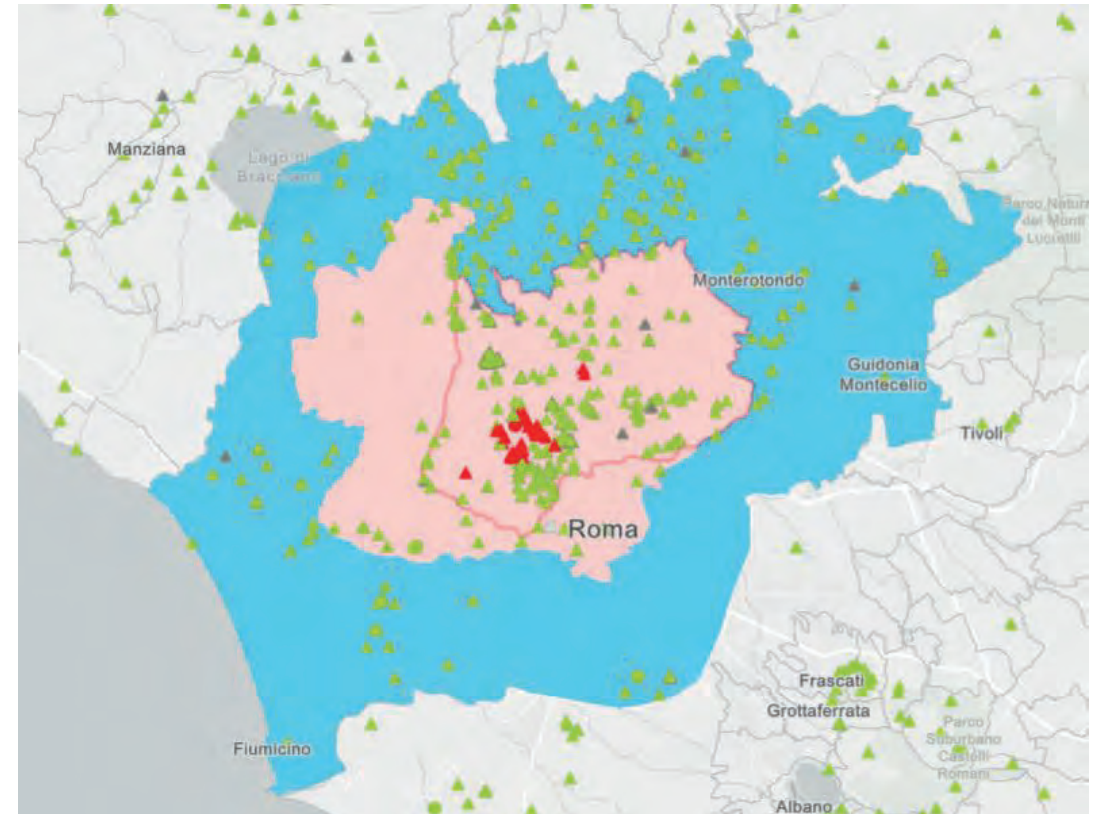 Manziana
Lago di
Bracciano
Parco Natura
dei Monti
Lucretili
Monterotondo
Guidonia
Montecelio
Tivoli
Roma
Frascati
Grottaferrata
Parco
Suburbano
Castelli
Romani
Fiumicino
Albano